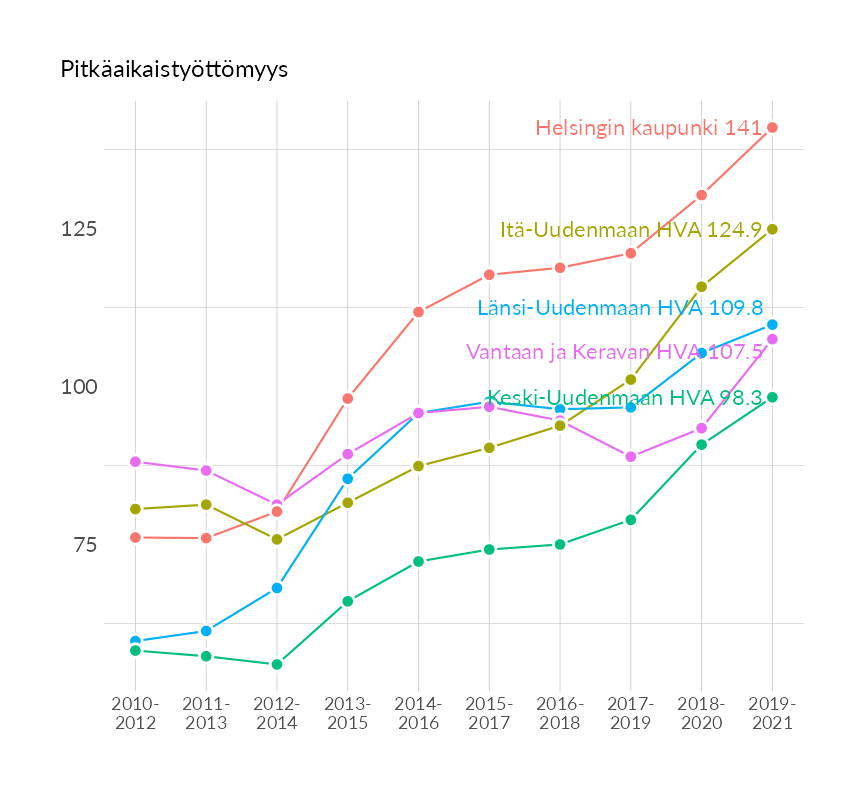 Pitkäaikaistyöttömyys
Helsingin kaupunki 141
125
Itä-Uudenmaan HVA 124.9
Länsi-Uudenmaan HVA 109.8
Vantaan ja Keravan HVA 107.5
100
Keski-Uudenmaan HVA 98.3
75
2010- 2011- 2012- 2013- 2014- 2015- 2016- 2017- 2018- 2019-
2012 2013 2014 2015 2016 2017 2018 2019 2020 2021